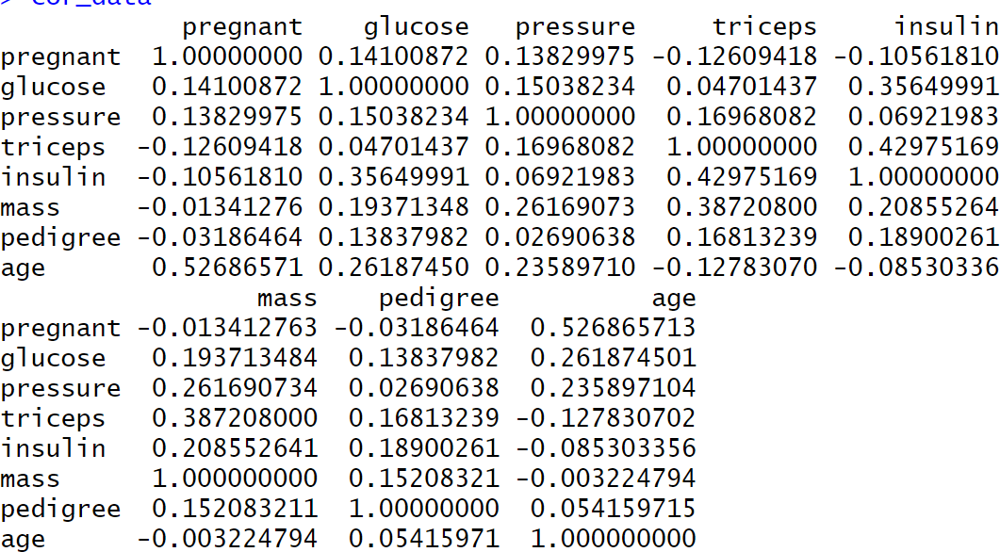 > cor_data
pregnant glucose pressure triceps insulin
pregnant 1.00000000 0.14100872 0.13829975 -0.12609418 -0.10561810
glucose 0.14100872 1.00000000 0.15038234 0.04701437 0.35649991
pressure 0.13829975 0.15038234 1.00000000 0.16968082 0.06921983
triceps -0.12609418 0.04701437 0.16968082 1.00000000 0.42975169
insulin -0.10561810 0.35649991 0.06921983 0.42975169 1.00000000
mass -0.01341276 0.19371348 0.26169073 0.38720800 0.20855264
pedigree -0.03186464 0.13837982 0.02690638 0.16813239 0.18900261
age 0.52686571 0.26187450 0.23589710 -0.12783070 -0.08530336
mass pedigree age
pregnant -0.013412763 -0.03186464 0.526865713
glucose 0.193713484 0.13837982 0.261874501
pressure 0.261690734 0.02690638 0.235897104
triceps 0.387208000 0.16813239 -0.127830702
insulin 0.208552641 0.18900261 -0.085303356
mass 1.000000000 0.15208321 -0.003224794
pedigree 0.152083211 1.00000000 0.054159715
age -0.003224794 0.05415971 1.000000000